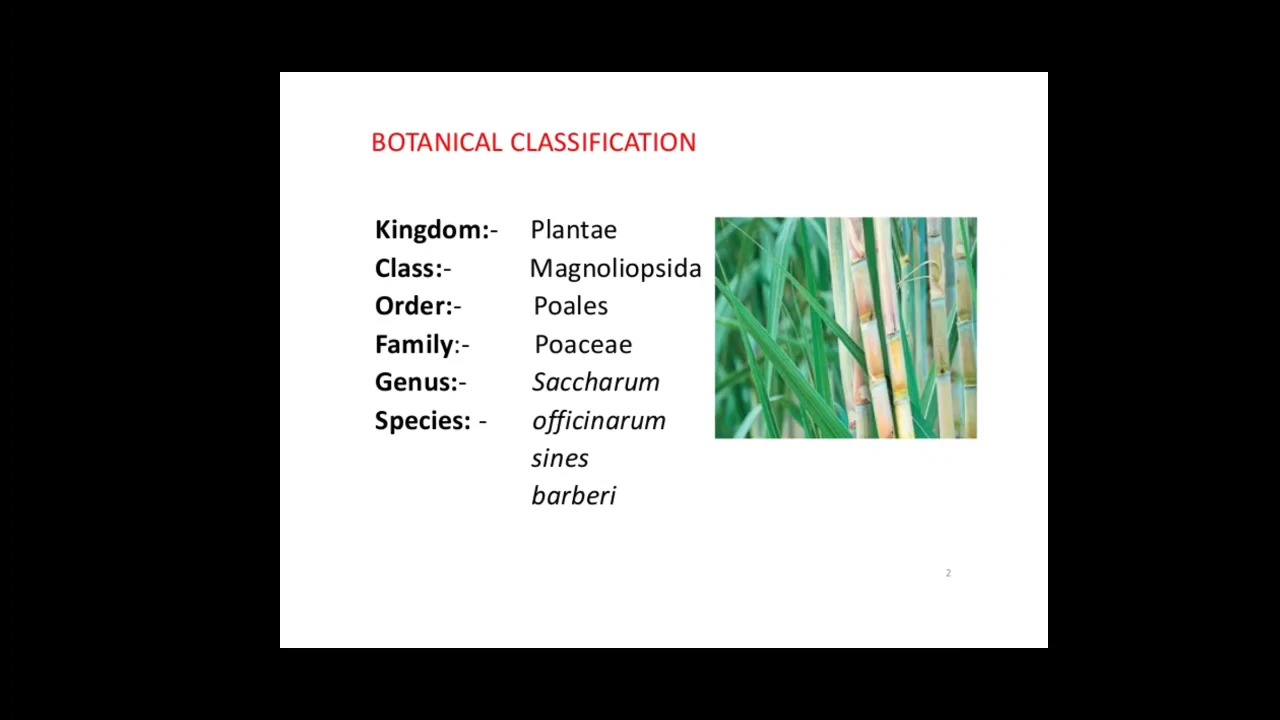 BOTANICAL CLASSIFICATION
Kingdom:- Plantae
Class:- Magnoliopsida
Order:- Poales
Family:- Poaceae
Genus:- Saccharum
Species: - officinarum
sines
barberi
2